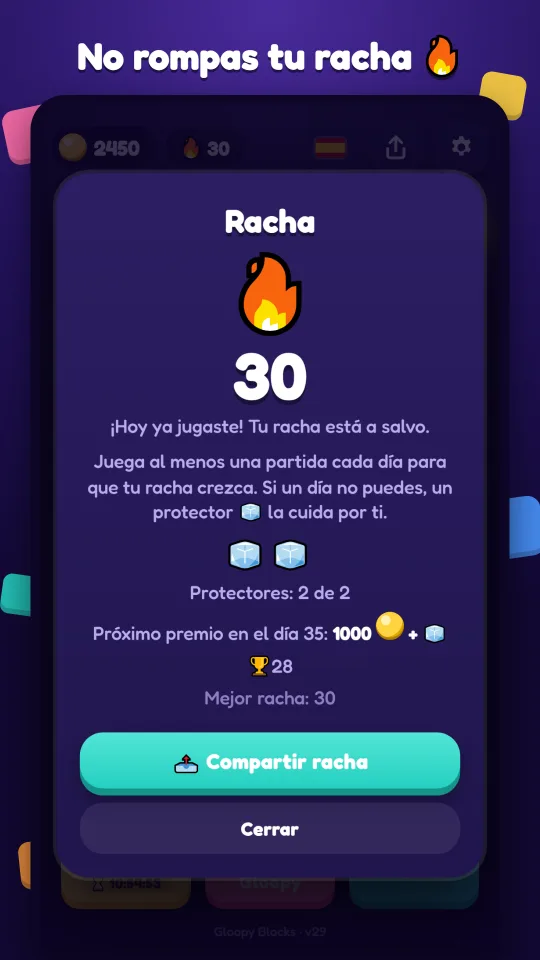 No rompas tu racha 🔥
2450
30
Racha
30
¡Hoy ya jugaste! Tu racha está a salvo.
Juega al menos una partida cada día para
que tu racha crezca. Si un día no puedes, un
protector 🧊 la cuida por ti.
Protectores: 2 de 2
Próximo premio en el día 35: 1000 🟡 + 🧊
🏆28
Mejor racha: 30
Compartir racha
Cerrar
Gloopy
Gloopy Blocks · v29